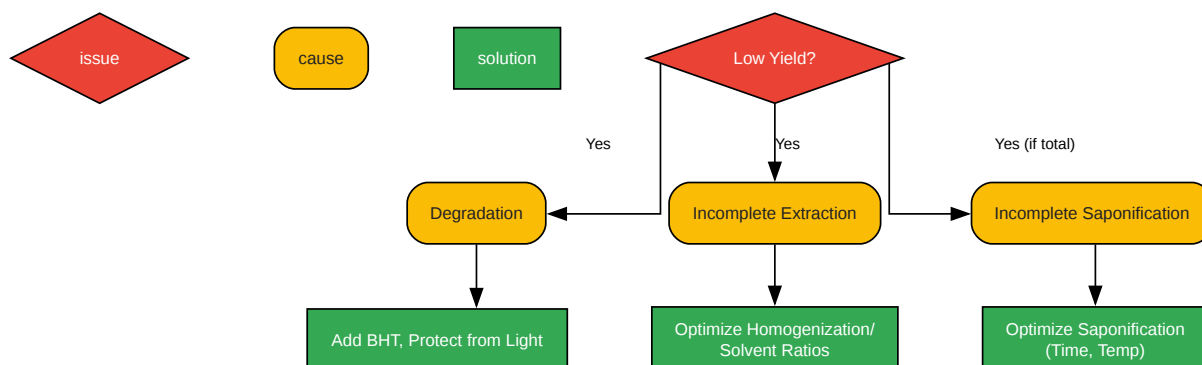 issue
cause
solution
Low Yield?
Yes
Yes
Yes (if total)
Degradation
Incomplete Extraction
Incomplete Saponification
Add BHT, Protect from Light
Optimize Homogenization/
Solvent Ratios
Optimize Saponification
(Time, Temp)